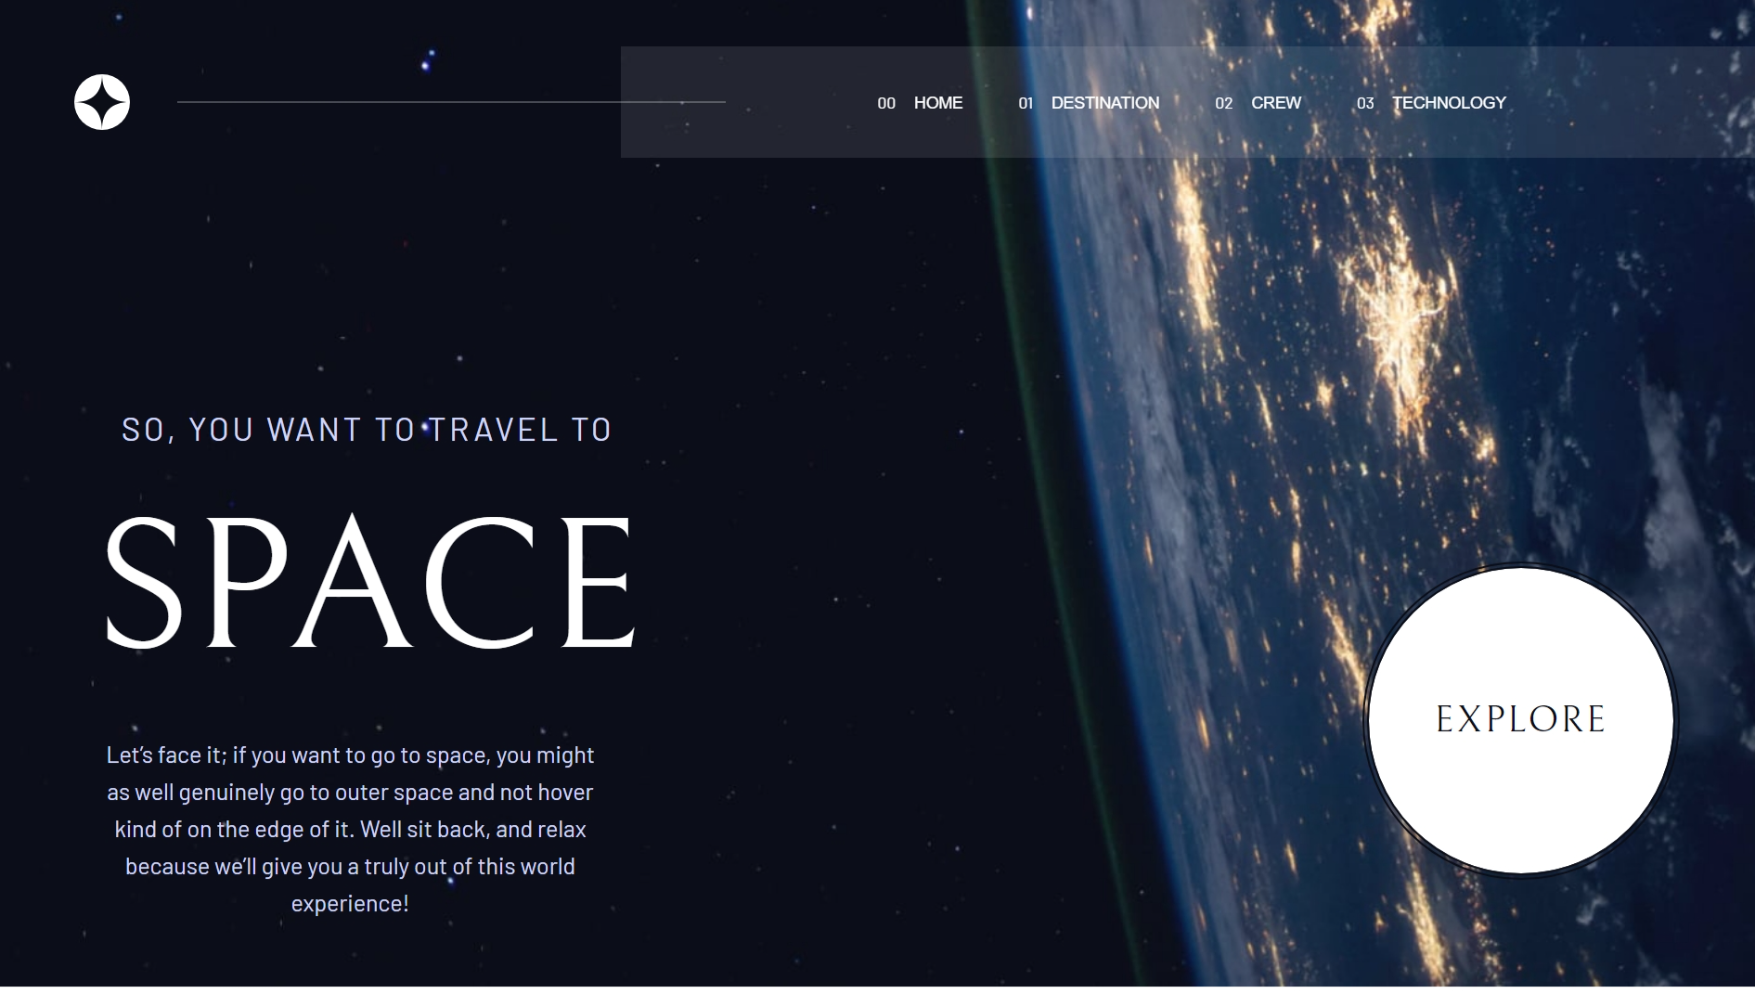 00 HOME 01 DESTINATION 02 CREW 03 TECHNOLOGY
SO, YOU WANT TO TRAVEL TO
SPACE
Let’s face it; if you want to go to space, you might
as well genuinely go to outer space and not hover
kind of on the edge of it. Well sit back, and relax
because we’ll give you a truly out of this world
experience!
EXPLORE